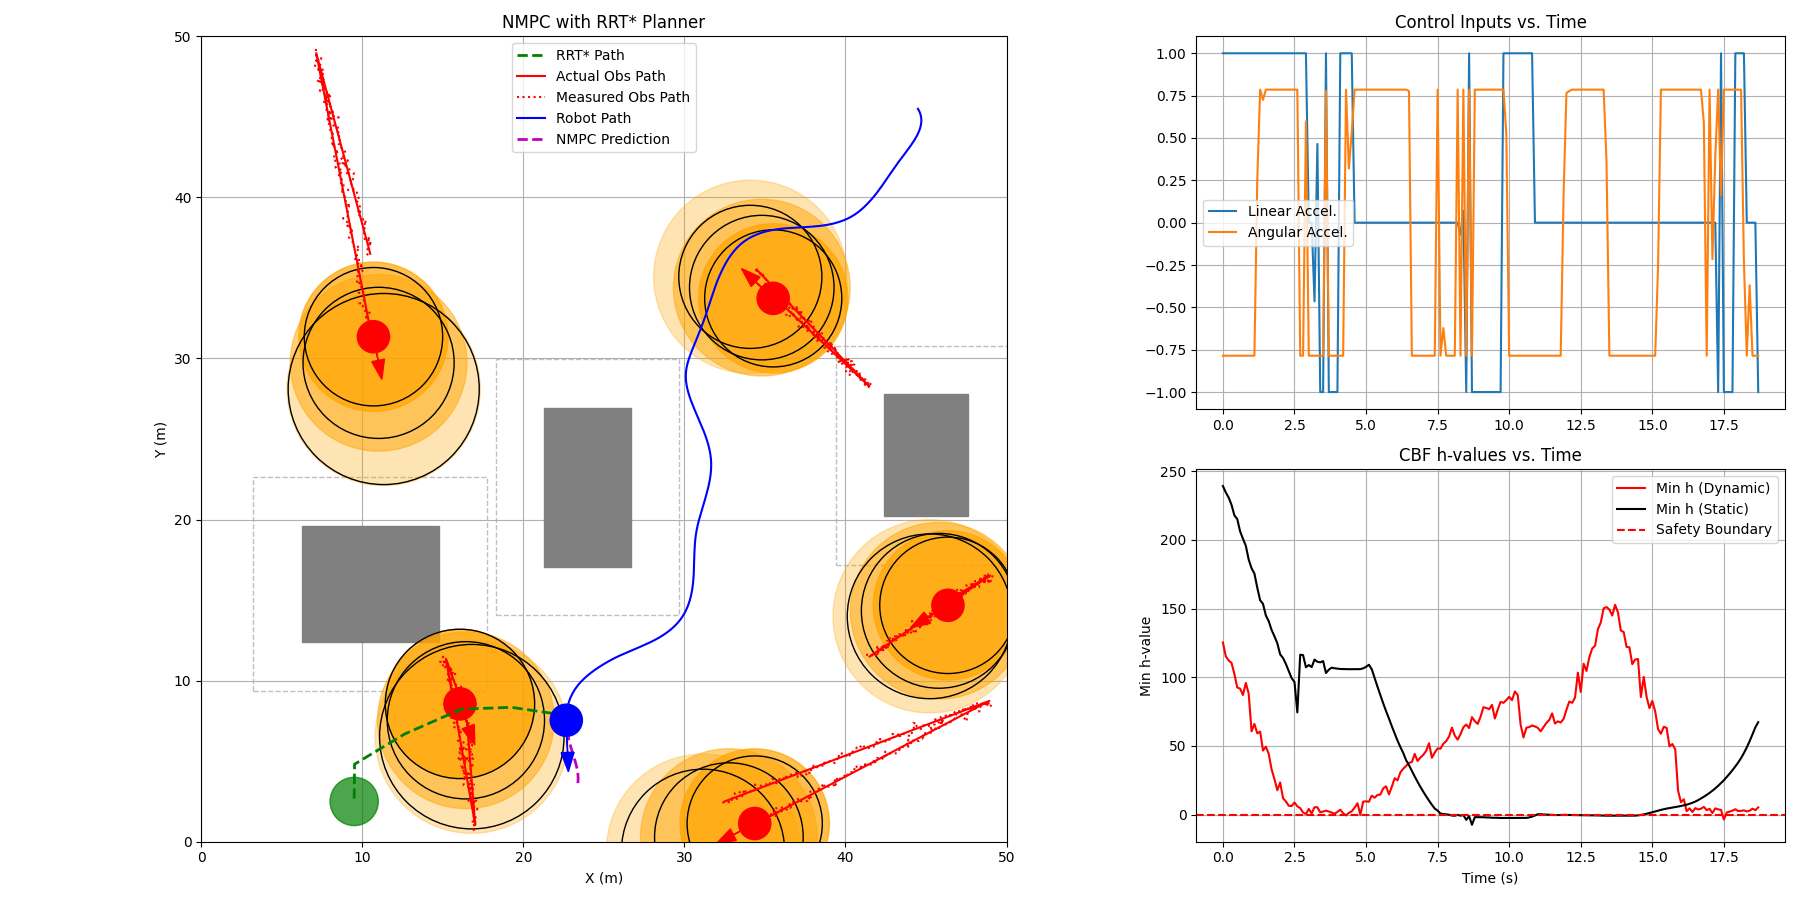 NMPC with RRT* Planner
50
40
30
20
10
0
Y (m)
RRT* Path
Actual Obs Path
Measured Obs Path
Robot Path
NMPC Prediction
0 10 20 30 40 50
X (m)
Control Inputs vs. Time
1.00
0.75
0.50
0.25
0.00
−0.25
−0.50
−0.75
−1.00
Linear Accel.
Angular Accel.
0.0 2.5 5.0 7.5 10.0 12.5 15.0 17.5
CBF h-values vs. Time
250
200
150
100
50
0
Min h-value
Min h (Dynamic)
Min h (Static)
Safety Boundary
0.0 2.5 5.0 7.5 10.0 12.5 15.0 17.5
Time (s)